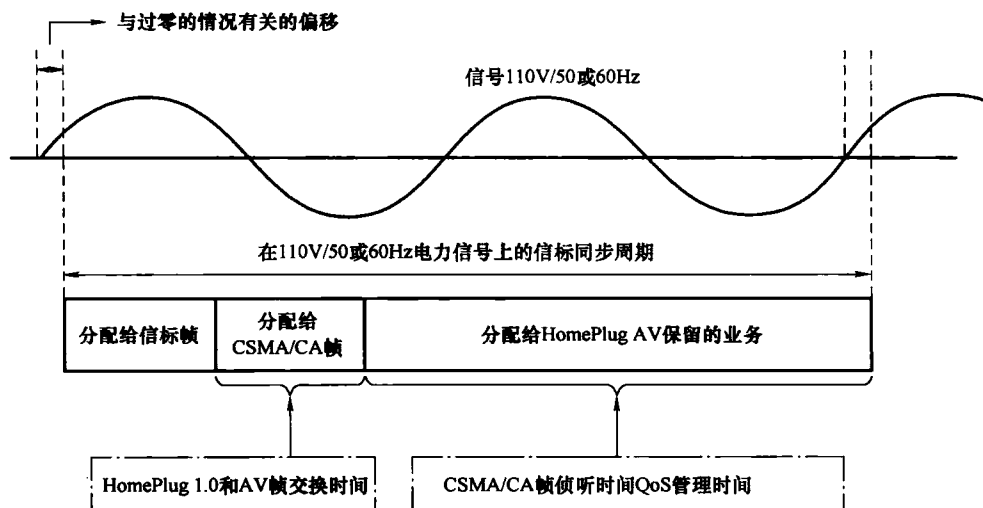 与过零的情况有关的偏移
信号110V/50或60Hz
在110V/50或60Hz电力信号上的信标同步周期
分配给信标帧
分配给
CSMA/CA帧
分配给HomePlug AV保留的业务
HomePlug 1.0和AV帧交换时间
CSMA/CA帧侦听时间QoS管理时间